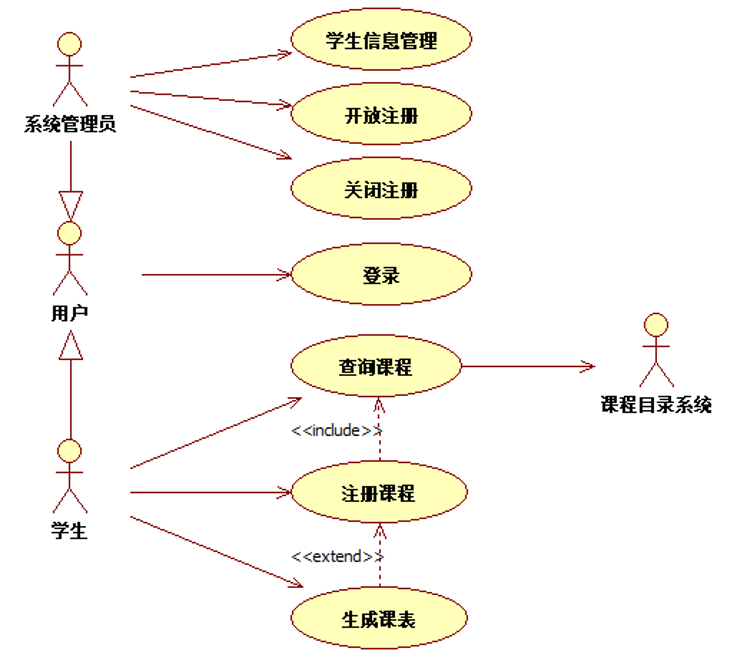 学生信息管理
系统管理员
开放注册
关闭注册
登录
用户
查询课程
课程目录系统
<<include>>
注册课程
学生
<<extend>>
生成课表